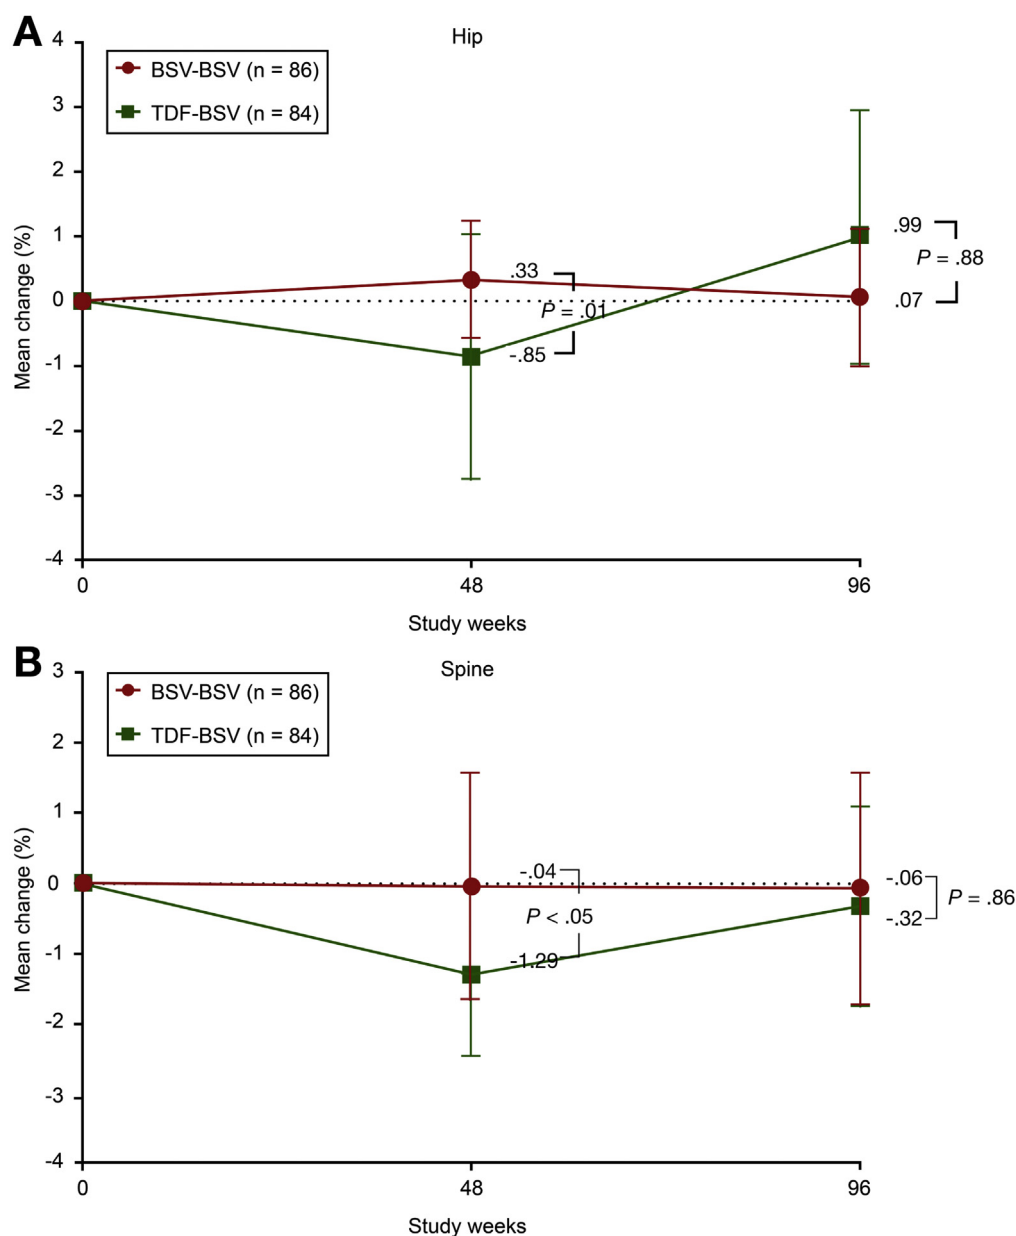 A
Hip
4
3
2
1
0
-1
-2
-3
-4
Mean change (%)
BSV-BSV (n = 86)
TDF-BSV (n = 84)
.33
P = .01
-.85
.99
P = .88
.07
0
48
96
Study weeks
B
Spine
3
2
1
0
-1
-2
-3
-4
Mean change (%)
BSV-BSV (n = 86)
TDF-BSV (n = 84)
-.04
P < .05
-1.29
-.06
P = .86
-.32
0
48
96
Study weeks